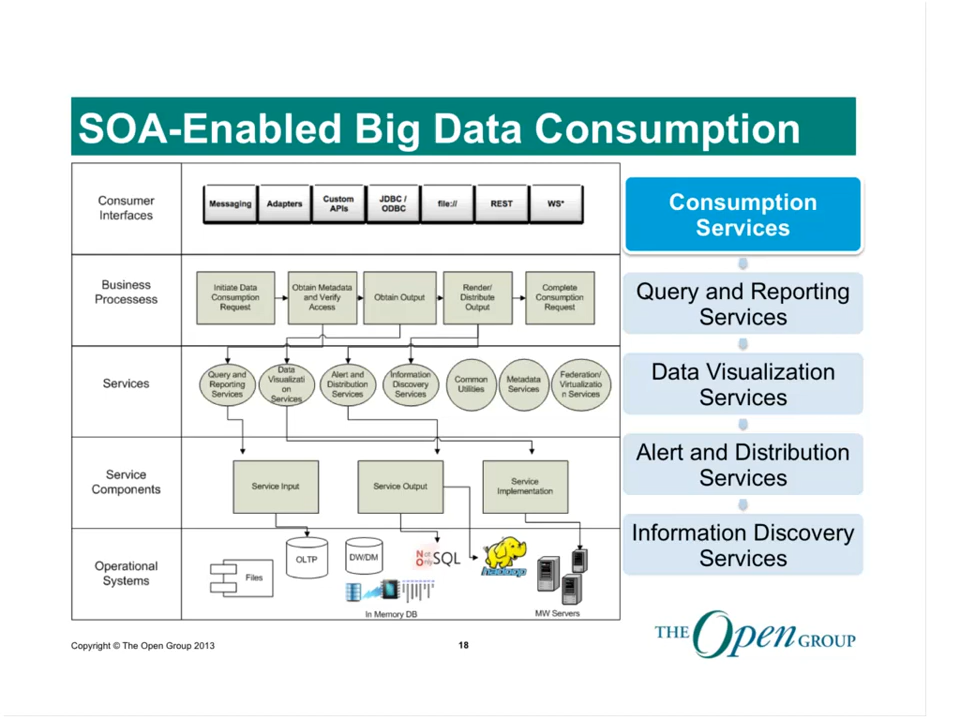 SOA-Enabled Big Data Consumption
Consumer
Interfaces
Messaging
Adapters
Custom
APIs
JDBC /
ODBC
file://
REST
WS*
Business
Processess
Initiate Data
Consumption
Request
Obtain Metadata
and Verify
Access
Obtain Output
Render/
Distribute
Output
Complete
Consumption
Request
Services
Query and
Reporting
Services
Data
Visualizati
on
Services
Alert and
Distribution
Services
Information
Discovery
Services
Common
Utilities
Metadata
Services
Federation/
Virtualizatio
n Services
Service
Components
Service Input
Service Output
Service
Implementation
Operational
Systems
Files
OLTP
DW/DM
In Memory DB
Not
Only
SQL
hadoop
MW Servers
Consumption
Services
Query and Reporting
Services
Data Visualization
Services
Alert and Distribution
Services
Information Discovery
Services
Copyright © The Open Group 2013
18
THE Open GROUP